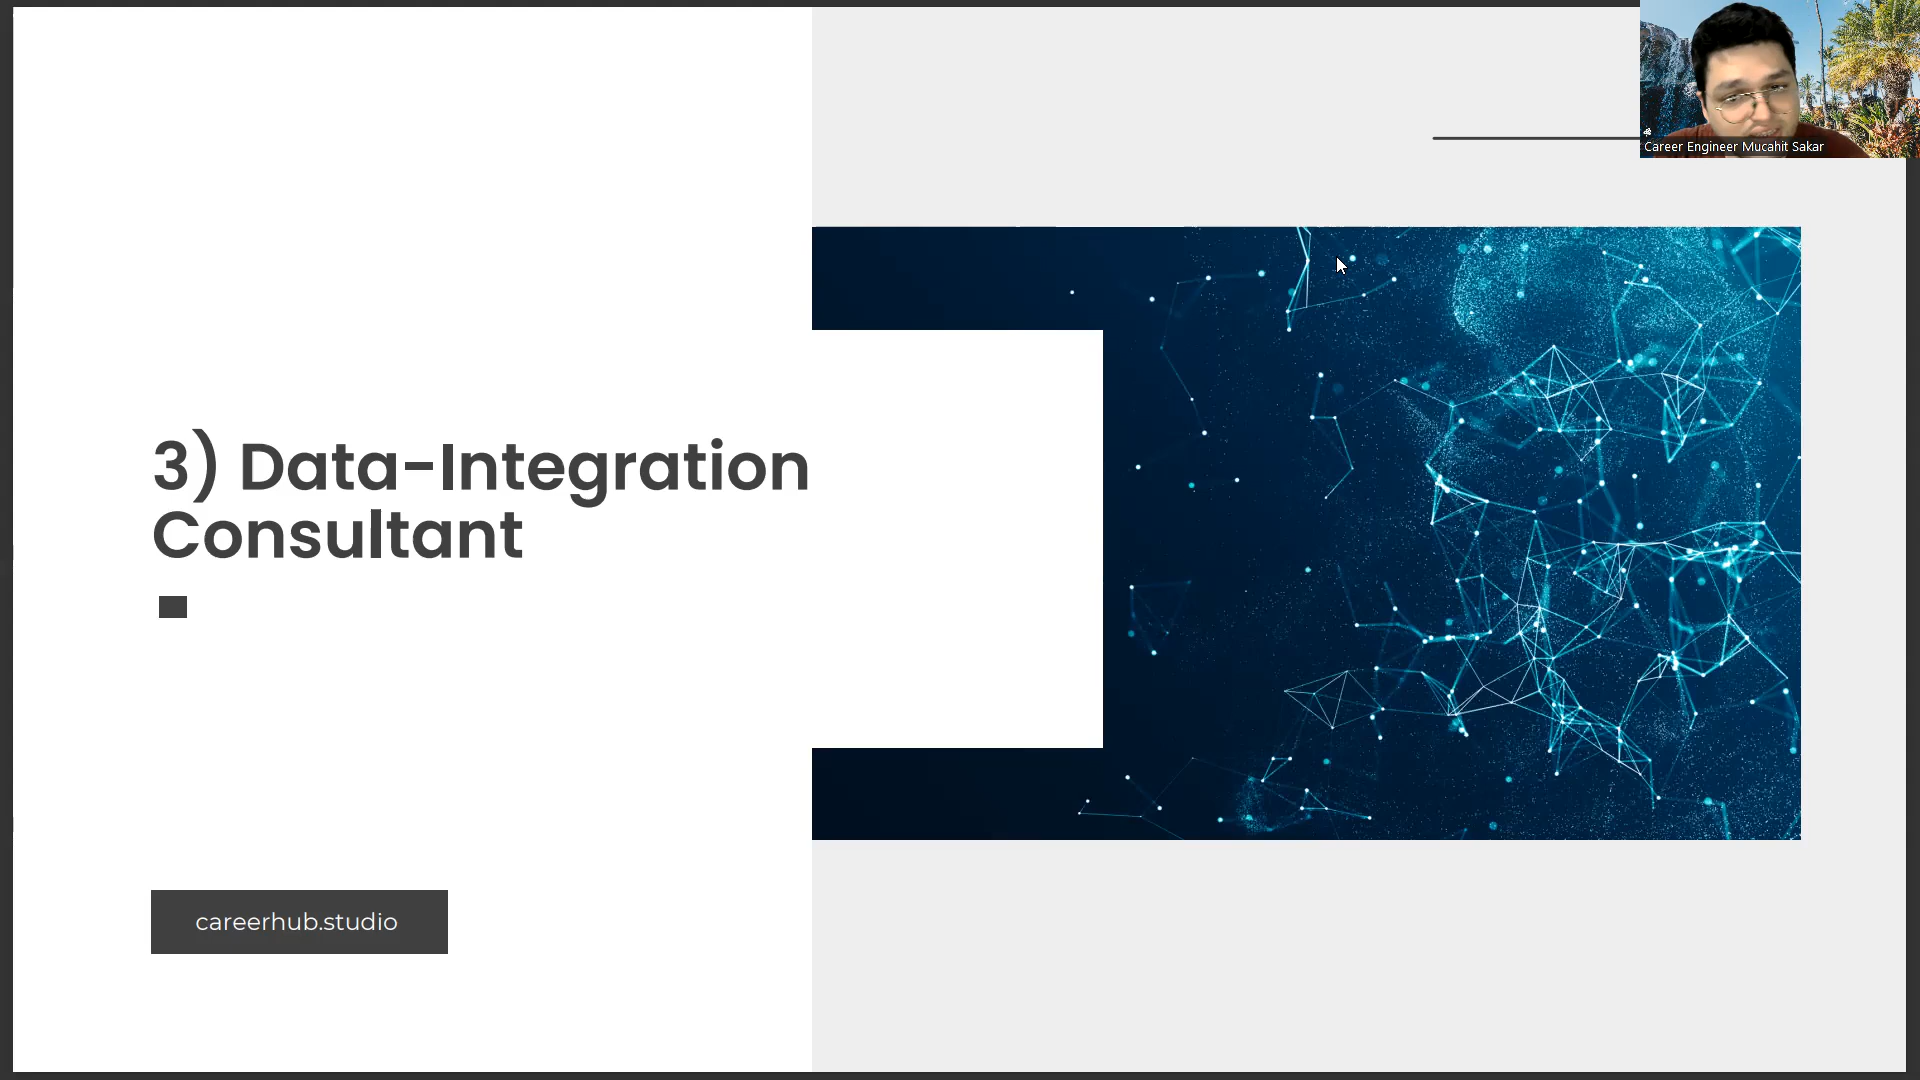 Career Engineer Mucahit Sakar
3) Data-Integration
Consultant
careerhub.studio